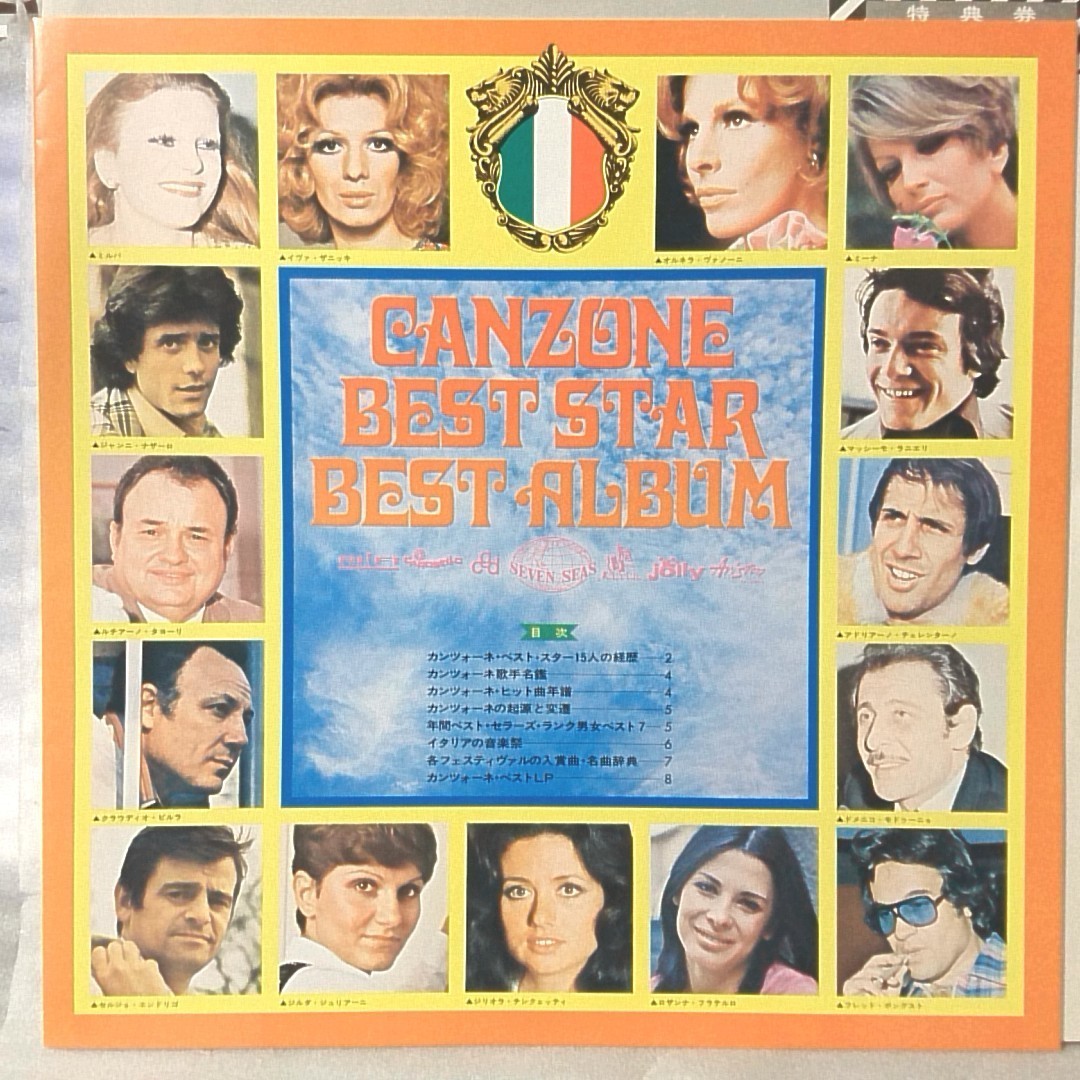 特典券
▲ミルバ
▲イヴァ・ザニッキ
▲オルネラ・ヴァノーニ
▲ミーナ
CANZONE
BEST STAR
BEST ALBUM
SEVEN SEAS
jolly
Ariston
▲ジャンニ・ナザーロ
▲マッシーモ・ラニエリ
▲ルチアーノ・タヨーリ
▲アドリアーノ・チェレンターノ
目次
カンツォーネ・ベスト・スター15人の経歴 2
カンツォーネ歌手名鑑 4
カンツォーネ・ヒット曲年譜 4
カンツォーネの起源と変遷 5
年間ベスト・セラーズ・ランク男女ベスト7 5
イタリアの音楽祭 6
各フェスティヴァルの入賞曲・名曲辞典 7
カンツォーネ・ベストLP 8
▲クラウディオ・ビルラ
▲ドメニコ・モドゥーニョ
▲セルジョ・エンドリゴ
▲ジルダ・ジュリアーニ
▲ジリオラ・チンクェッティ
▲ロザンナ・フラテルロ
▲フレッド・ボンガスト